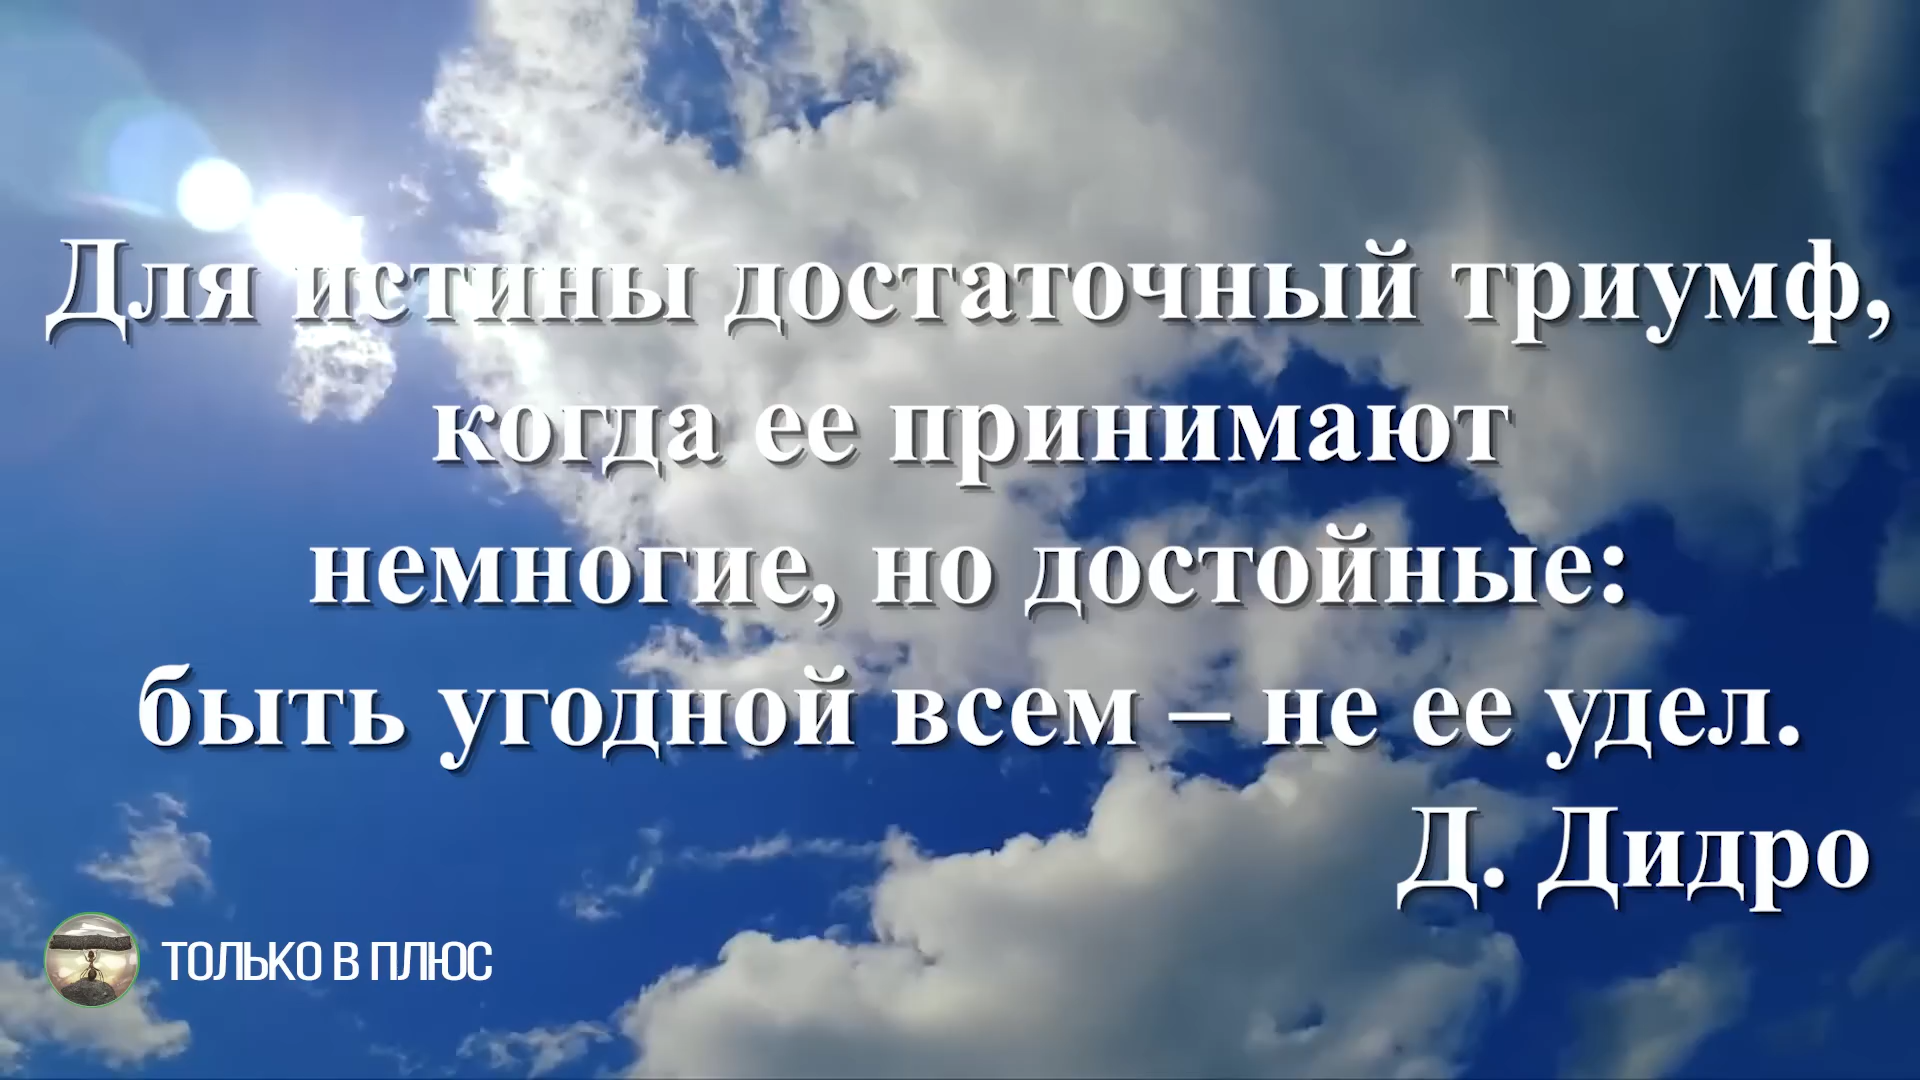 Для истины достаточный триумф,
когда ее принимают
немногие, но достойные:
быть угодной всем – не ее удел.
Д. Дидро
ТОЛЬКО В ПЛЮС